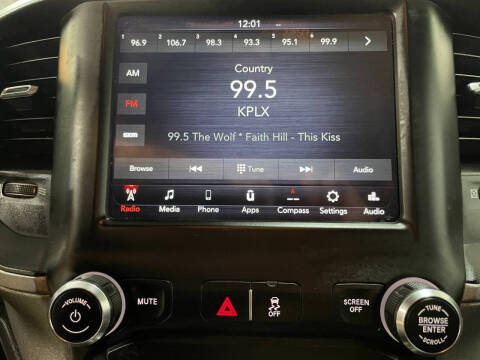 12:01 --
1 96.9 2 106.7 3 98.3 4 93.3 5 95.1 6 99.9
AM
Country
99.5
FM
KPLX
SXM
99.5 The Wolf * Faith Hill - This Kiss
Browse Tune Audio
Radio Media Phone Apps Compass Settings Audio
VOLUME
MUTE
OFF
SCREEN
OFF
TUNE
BROWSE
ENTER
SCROLL